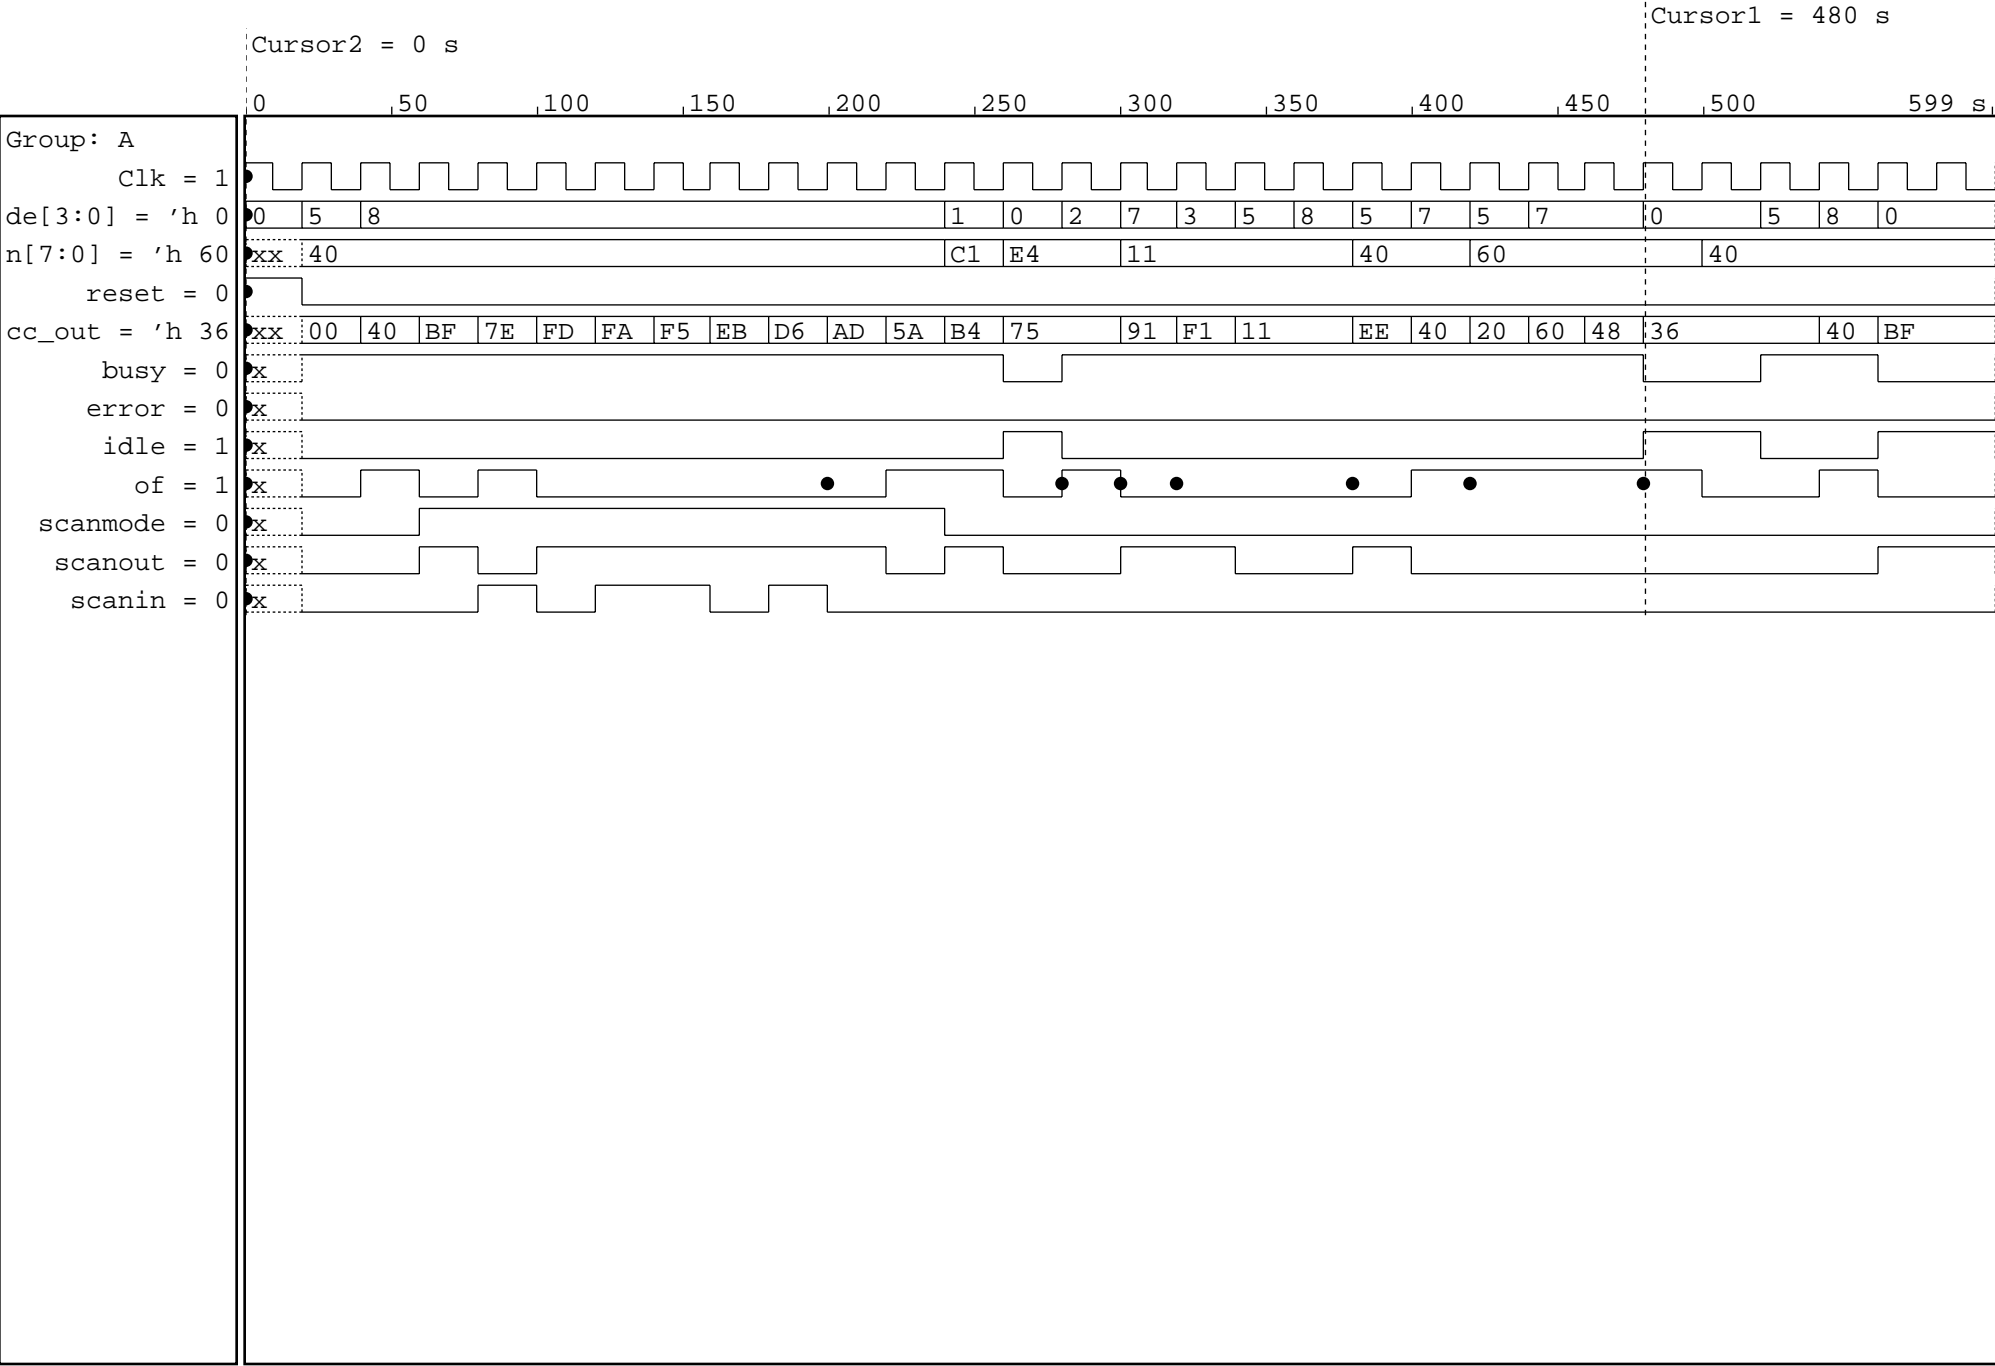 Cursor1 = 480 s
Cursor2 = 0 s
0 50 100 150 200 250 300 350 400 450 500 599 s
Group: A
Clk = 1
de[3:0] = 'h 0 0 5 8 1 0 2 7 3 5 8 5 7 5 7 0 5 8 0
n[7:0] = 'h 60 xx 40 C1 E4 11 40 60 40
reset = 0
cc_out = 'h 36 xx 00 40 BF 7E FD FA F5 EB D6 AD 5A B4 75 91 F1 11 EE 40 20 60 48 36 40 BF
busy = 0 x
error = 0 x
idle = 1 x
of = 1 x
scanmode = 0 x
scanout = 0 x
scanin = 0 x